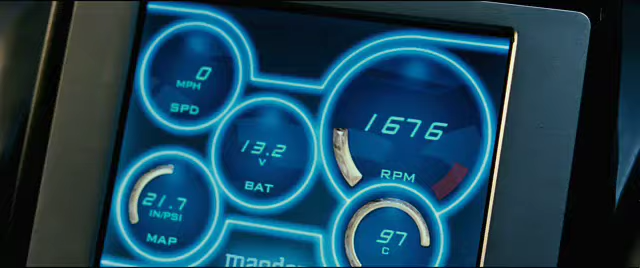 0
MPH
SPD
1676
RPM
13.2
V
BAT
21.7
IN/PSI
MAP
97
C